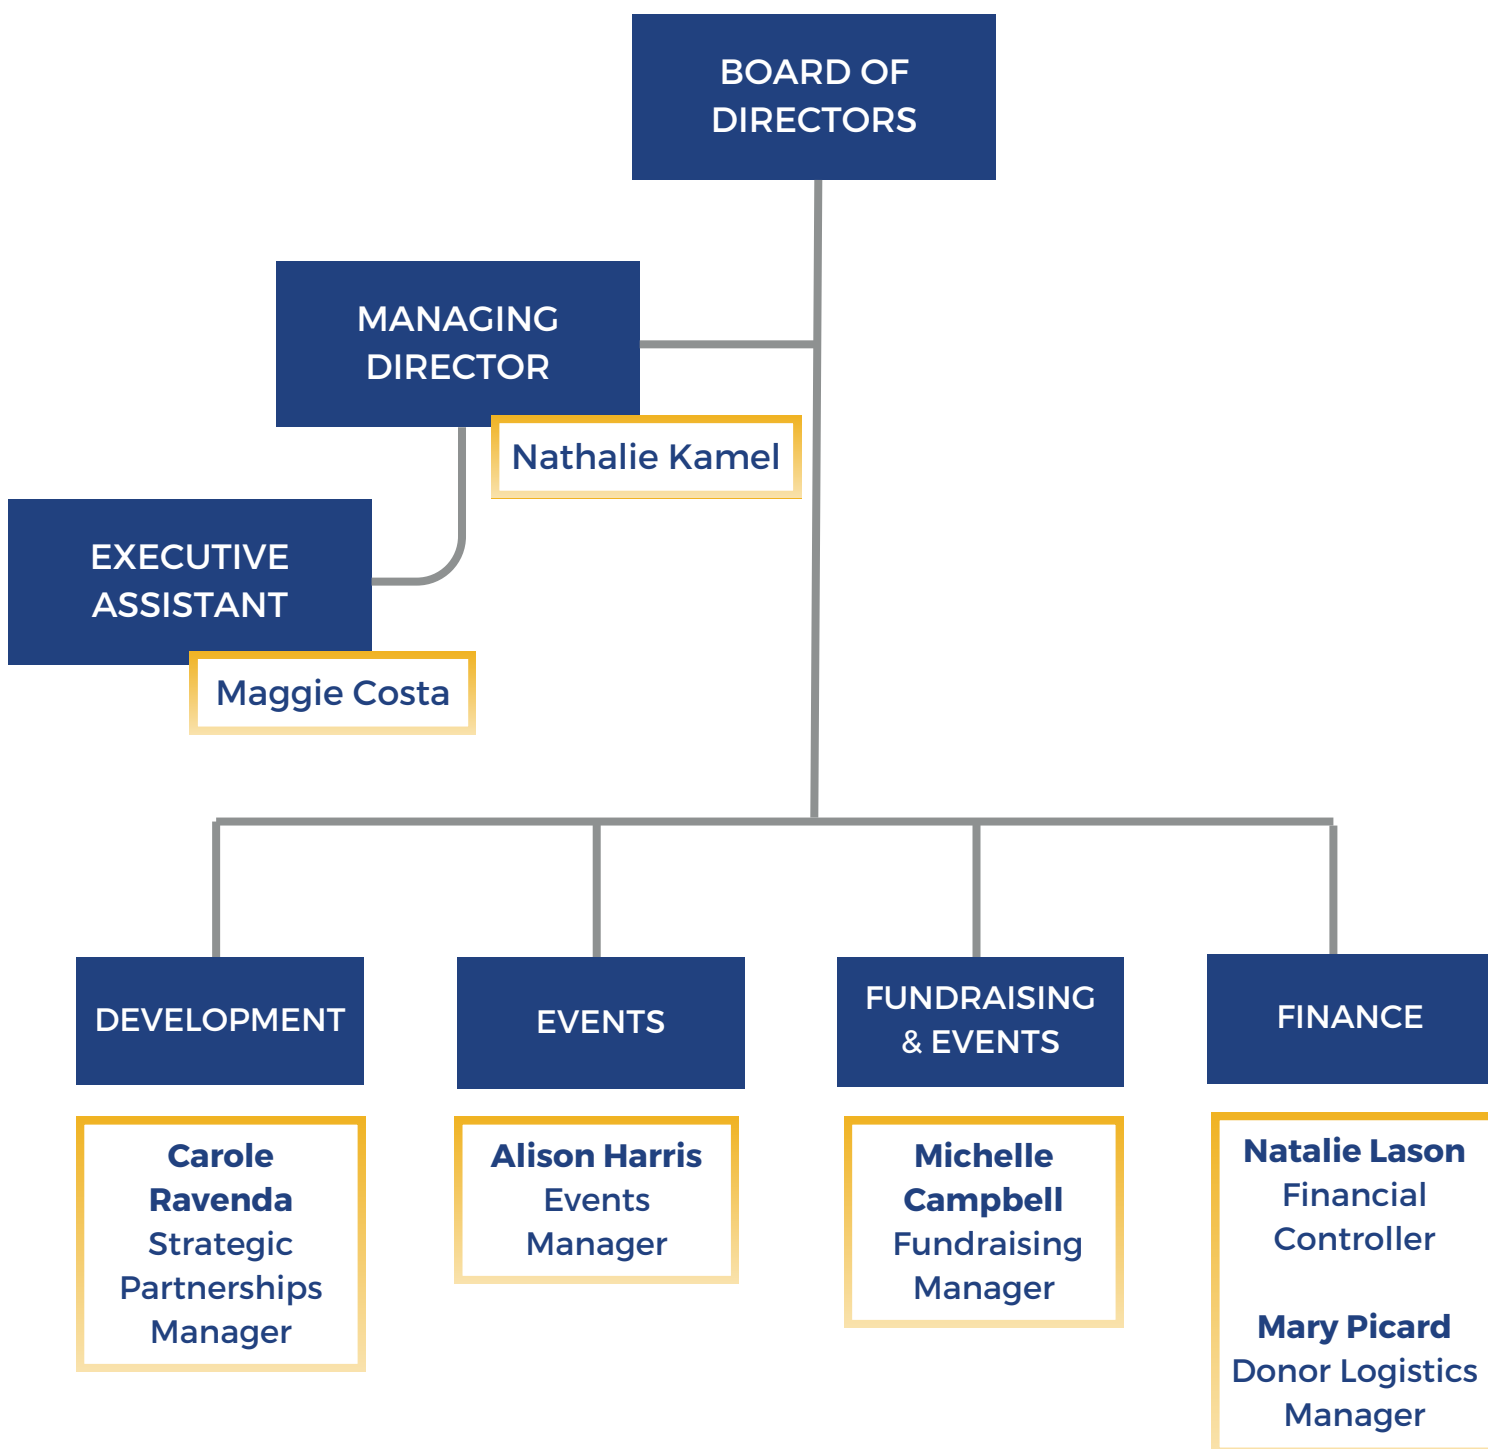 BOARD OF
DIRECTORS
MANAGING
DIRECTOR
Nathalie Kamel
EXECUTIVE
ASSISTANT
Maggie Costa
DEVELOPMENT
Carole
Ravenda
Strategic
Partnerships
Manager
EVENTS
Alison Harris
Events
Manager
FUNDRAISING
& EVENTS
Michelle
Campbell
Fundraising
Manager
FINANCE
Natalie Lason
Financial
Controller
Mary Picard
Donor Logistics
Manager